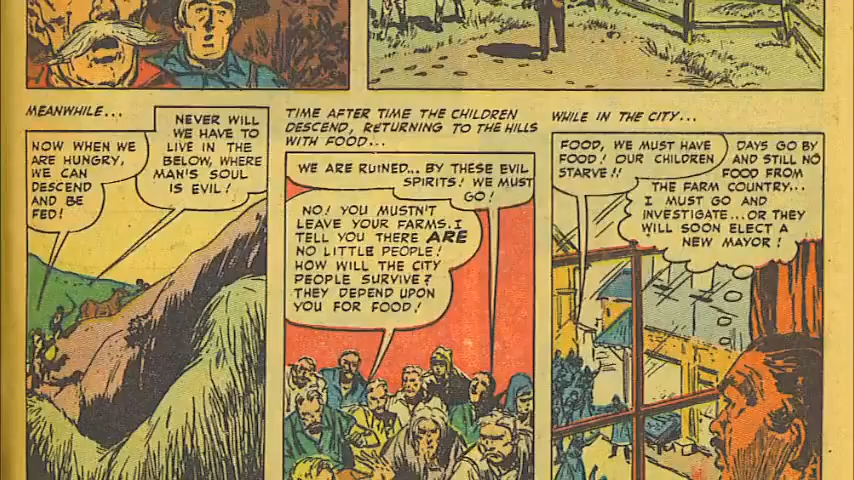 MEANWHILE...
NOW WHEN WE
ARE HUNGRY,
WE CAN
DESCEND
AND BE
FED!
NEVER WILL
WE HAVE TO
LIVE IN THE
BELOW, WHERE
MAN'S SOUL
IS EVIL!
TIME AFTER TIME THE CHILDREN
DESCEND, RETURNING TO THE HILLS
WITH FOOD...
WE ARE RUINED... BY THESE EVIL
SPIRITS! WE MUST
GO!
NO! YOU MUSTN'T
LEAVE YOUR FARMS. I
TELL YOU THERE ARE
NO LITTLE PEOPLE!
HOW WILL THE CITY
PEOPLE SURVIVE?
THEY DEPEND UPON
YOU FOR FOOD!
WHILE IN THE CITY...
FOOD, WE MUST HAVE
FOOD! OUR CHILDREN
STARVE!!
DAYS GO BY
AND STILL NO
FOOD FROM
THE FARM COUNTRY...
I MUST GO AND
INVESTIGATE...OR THEY
WILL SOON ELECT A
NEW MAYOR!